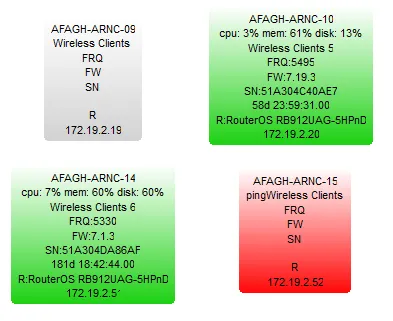 AFAGH-ARNC-09
Wireless Clients
FRQ
FW
SN
R
172.19.2.19
AFAGH-ARNC-10
cpu: 3% mem: 61% disk: 13%
Wireless Clients 5
FRQ:5495
FW:7.19.3
SN:51A304C40AE7
58d 23:59:31.00
R:RouterOS RB912UAG-5HPnD
172.19.2.20
AFAGH-ARNC-14
cpu: 7% mem: 60% disk: 60%
Wireless Clients 6
FRQ:5330
FW:7.1.3
SN:51A304DA86AF
181d 18:42:44.00
R:RouterOS RB912UAG-5HPnD
172.19.2.51
AFAGH-ARNC-15
pingWireless Clients
FRQ
FW
SN
R
172.19.2.52